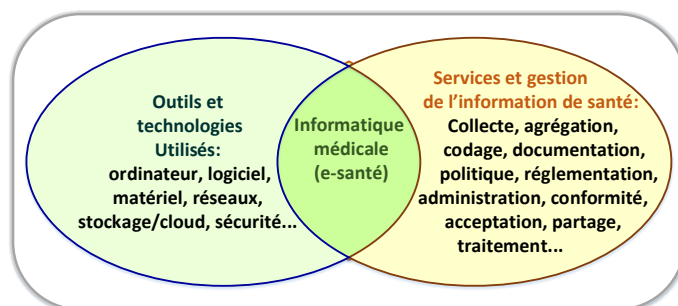 Outils et
technologies
Utilisés:
ordinateur, logiciel,
matériel, réseaux,
stockage/cloud, sécurité...
Informatique
médicale
(e-santé)
Services et gestion
de l'information de santé:
Collecte, agrégation,
codage, documentation,
politique, réglementation,
administration, conformité,
acceptation, partage,
traitement...